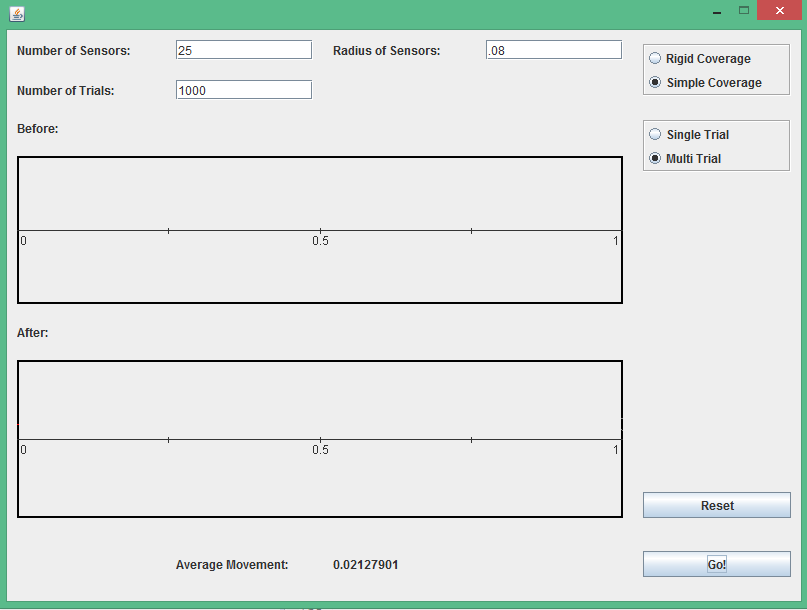 Number of Sensors: 25 Radius of Sensors: .08
Rigid Coverage
Simple Coverage
Number of Trials: 1000
Before:
Single Trial
Multi Trial
0 0.5 1
After:
0 0.5 1
Reset
Average Movement: 0.02127901
Go!